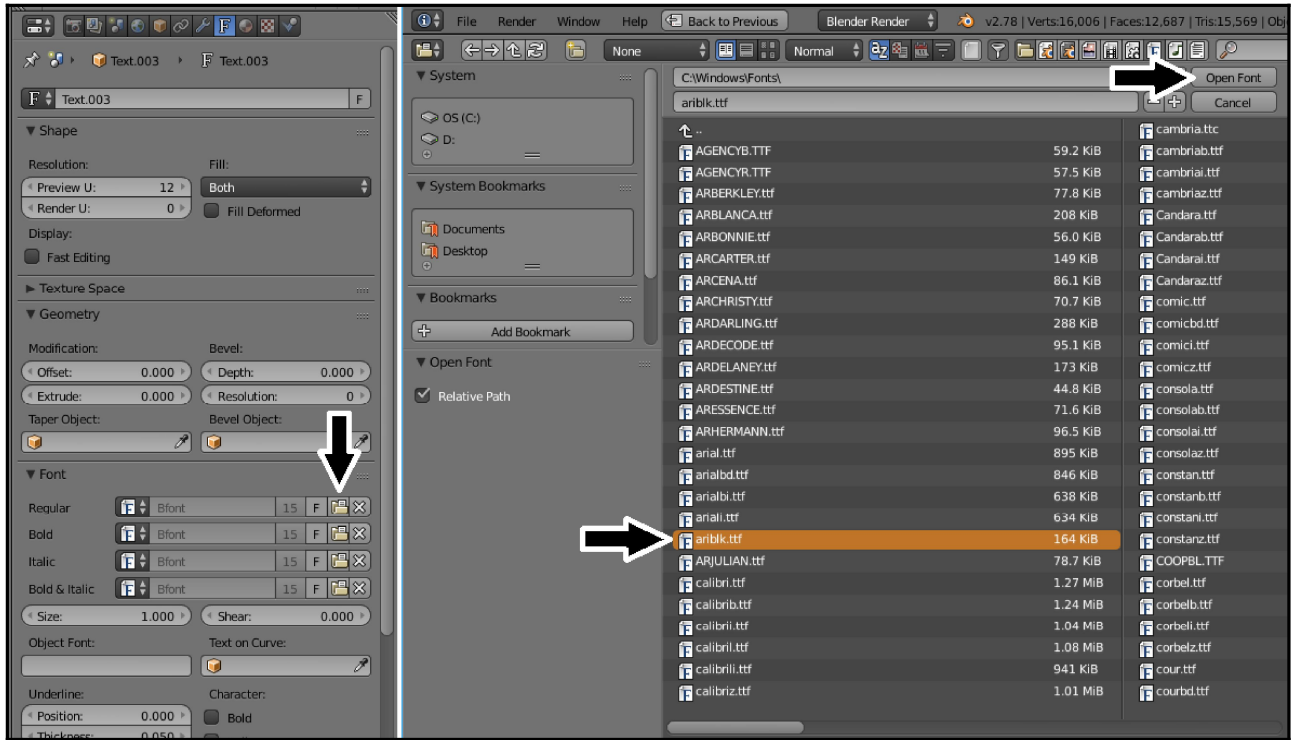 Text.003 Text.003
F Text.003 F
Shape
Resolution: Fill:
Preview U: 12 Both
Render U: 0 Fill Deformed
Display:
Fast Editing
Texture Space
Geometry
Modification: Bevel:
Offset: 0.000 Depth: 0.000
Extrude: 0.000 Resolution: 0
Taper Object: Bevel Object:
Font
Regular F Bfont 15 F
Bold F Bfont 15 F
Italic F Bfont 15 F
Bold & Italic F Bfont 15 F
Size: 1.000 Shear: 0.000
Object Font: Text on Curve:
Underline: Character:
Position: 0.000 Bold
Thickness: 0.050
File Render Window Help Back to Previous Blender Render v2.78 | Verts:16,006 | Faces:12,687 | Tris:15,569 | Obj
None Normal
System
OS (C:)
D:
System Bookmarks
Documents
Desktop
Bookmarks
Add Bookmark
Open Font
Relative Path
C:\Windows\Fonts\ Open Font
ariblk.ttf Cancel
..
AGENCYB.TTF 59.2 KiB
AGENCYR.TTF 57.5 KiB
ARBERKLEY.ttf 77.8 KiB
ARBLANCA.ttf 208 KiB
ARBONNIE.ttf 56.0 KiB
ARCARTER.ttf 149 KiB
ARCENA.ttf 86.1 KiB
ARCHRISTY.ttf 70.7 KiB
ARDARLING.ttf 288 KiB
ARDECODE.ttf 95.1 KiB
ARDELANEY.ttf 173 KiB
ARDESTINE.ttf 44.8 KiB
ARESSENCE.ttf 71.6 KiB
ARHERMANN.ttf 96.5 KiB
arial.ttf 895 KiB
arialbd.ttf 846 KiB
arialbi.ttf 638 KiB
ariali.ttf 634 KiB
ariblk.ttf 164 KiB
ARJULIAN.ttf 78.7 KiB
calibri.ttf 1.27 MiB
calibrib.ttf 1.24 MiB
calibrii.ttf 1.04 MiB
calibril.ttf 1.08 MiB
calibrili.ttf 941 KiB
calibriz.ttf 1.01 MiB
cambria.ttc
cambriab.ttf
cambriai.ttf
cambriaz.ttf
Candara.ttf
Candarab.ttf
Candarai.ttf
Candaraz.ttf
comic.ttf
comicbd.ttf
comici.ttf
comicz.ttf
consola.ttf
consolab.ttf
consolai.ttf
consolaz.ttf
constan.ttf
constanb.ttf
constani.ttf
constanz.ttf
COOPBL.TTF
corbel.ttf
corbelb.ttf
corbeli.ttf
corbelz.ttf
cour.ttf
courbd.ttf